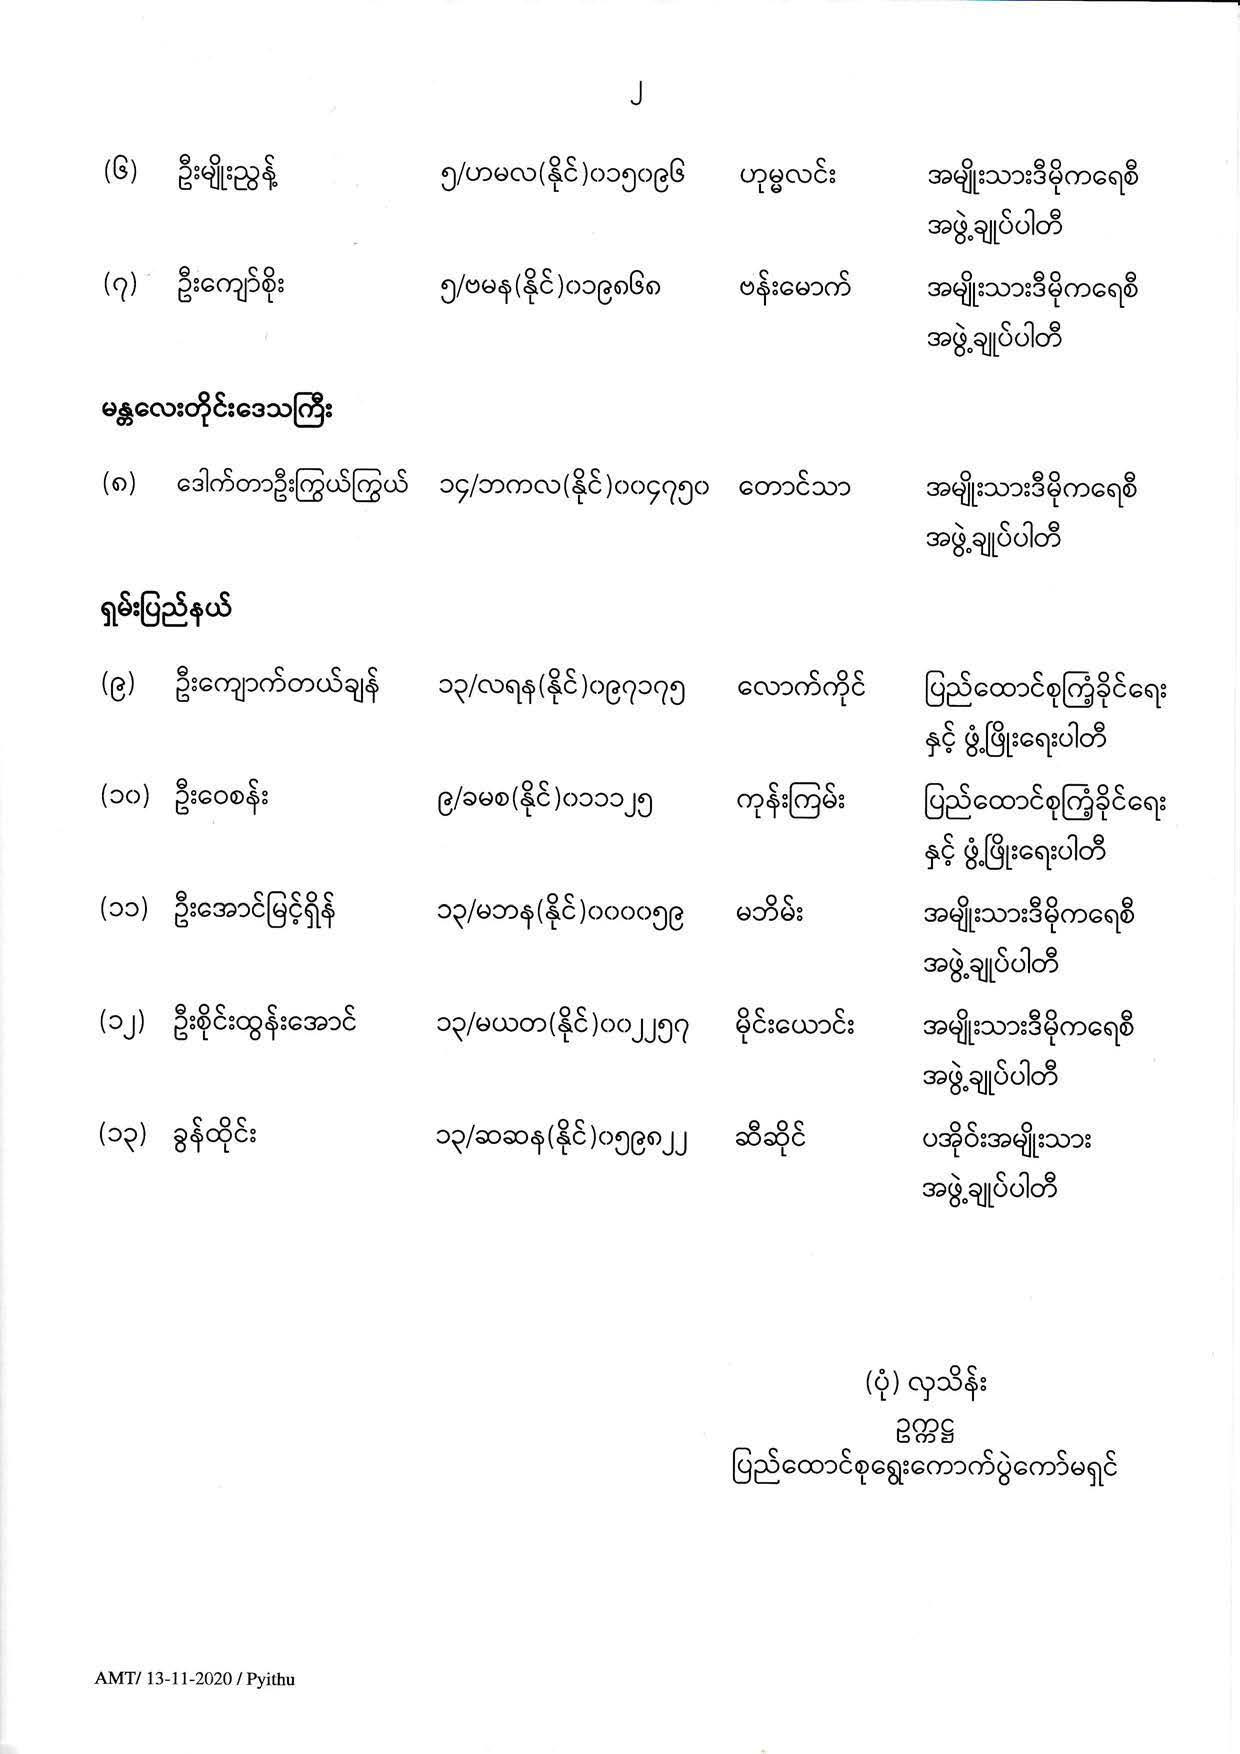 ၂
(၆) ဦးမျိုးညွန့် ၅/ဟမလ(နိုင်)၀၁၅၀၉၆ ဟုမ္မလင်း အမျိုးသားဒီမိုကရေစီ
အဖွဲ့ချုပ်ပါတီ
(၇) ဦးကျော်စိုး ၅/ဗမန(နိုင်)၀၁၉၈၆၈ ဗန်းမောက် အမျိုးသားဒီမိုကရေစီ
အဖွဲ့ချုပ်ပါတီ
မန္တလေးတိုင်းဒေသကြီး
(၈) ဒေါက်တာဦးကြွယ်ကြွယ် ၁၄/ဘကလ(နိုင်)၀၀၄၇၅၀ တောင်သာ အမျိုးသားဒီမိုကရေစီ
အဖွဲ့ချုပ်ပါတီ
ရှမ်းပြည်နယ်
(၉) ဦးကျောက်တယ်ချန် ၁၃/လရန(နိုင်)၀၉၇၁၇၅ လောက်ကိုင် ပြည်ထောင်စုကြံ့ခိုင်ရေး
နှင့် ဖွံ့ဖြိုးရေးပါတီ
(၁၀) ဦးဝေစန်း ၉/ခမစ(နိုင်)၀၁၁၁၂၅ ကုန်းကြမ်း ပြည်ထောင်စုကြံ့ခိုင်ရေး
နှင့် ဖွံ့ဖြိုးရေးပါတီ
(၁၁) ဦးအောင်မြင့်ရှိန် ၁၃/မဘန(နိုင်)၀၀၀၀၅၉ မဘိမ်း အမျိုးသားဒီမိုကရေစီ
အဖွဲ့ချုပ်ပါတီ
(၁၂) ဦးစိုင်းထွန်းအောင် ၁၃/မယတ(နိုင်)၀၀၂၂၅၇ မိုင်းယောင်း အမျိုးသားဒီမိုကရေစီ
အဖွဲ့ချုပ်ပါတီ
(၁၃) ခွန်ထိုင်း ၁၃/ဆဆန(နိုင်)၀၅၉၈၂၂ ဆီဆိုင် ပအိုဝ်းအမျိုးသား
အဖွဲ့ချုပ်ပါတီ
(ပုံ) လှသိန်း
ဥက္ကဋ္ဌ
ပြည်ထောင်စုရွေးကောက်ပွဲကော်မရှင်
AMT/ 13-11-2020 / Pyithu